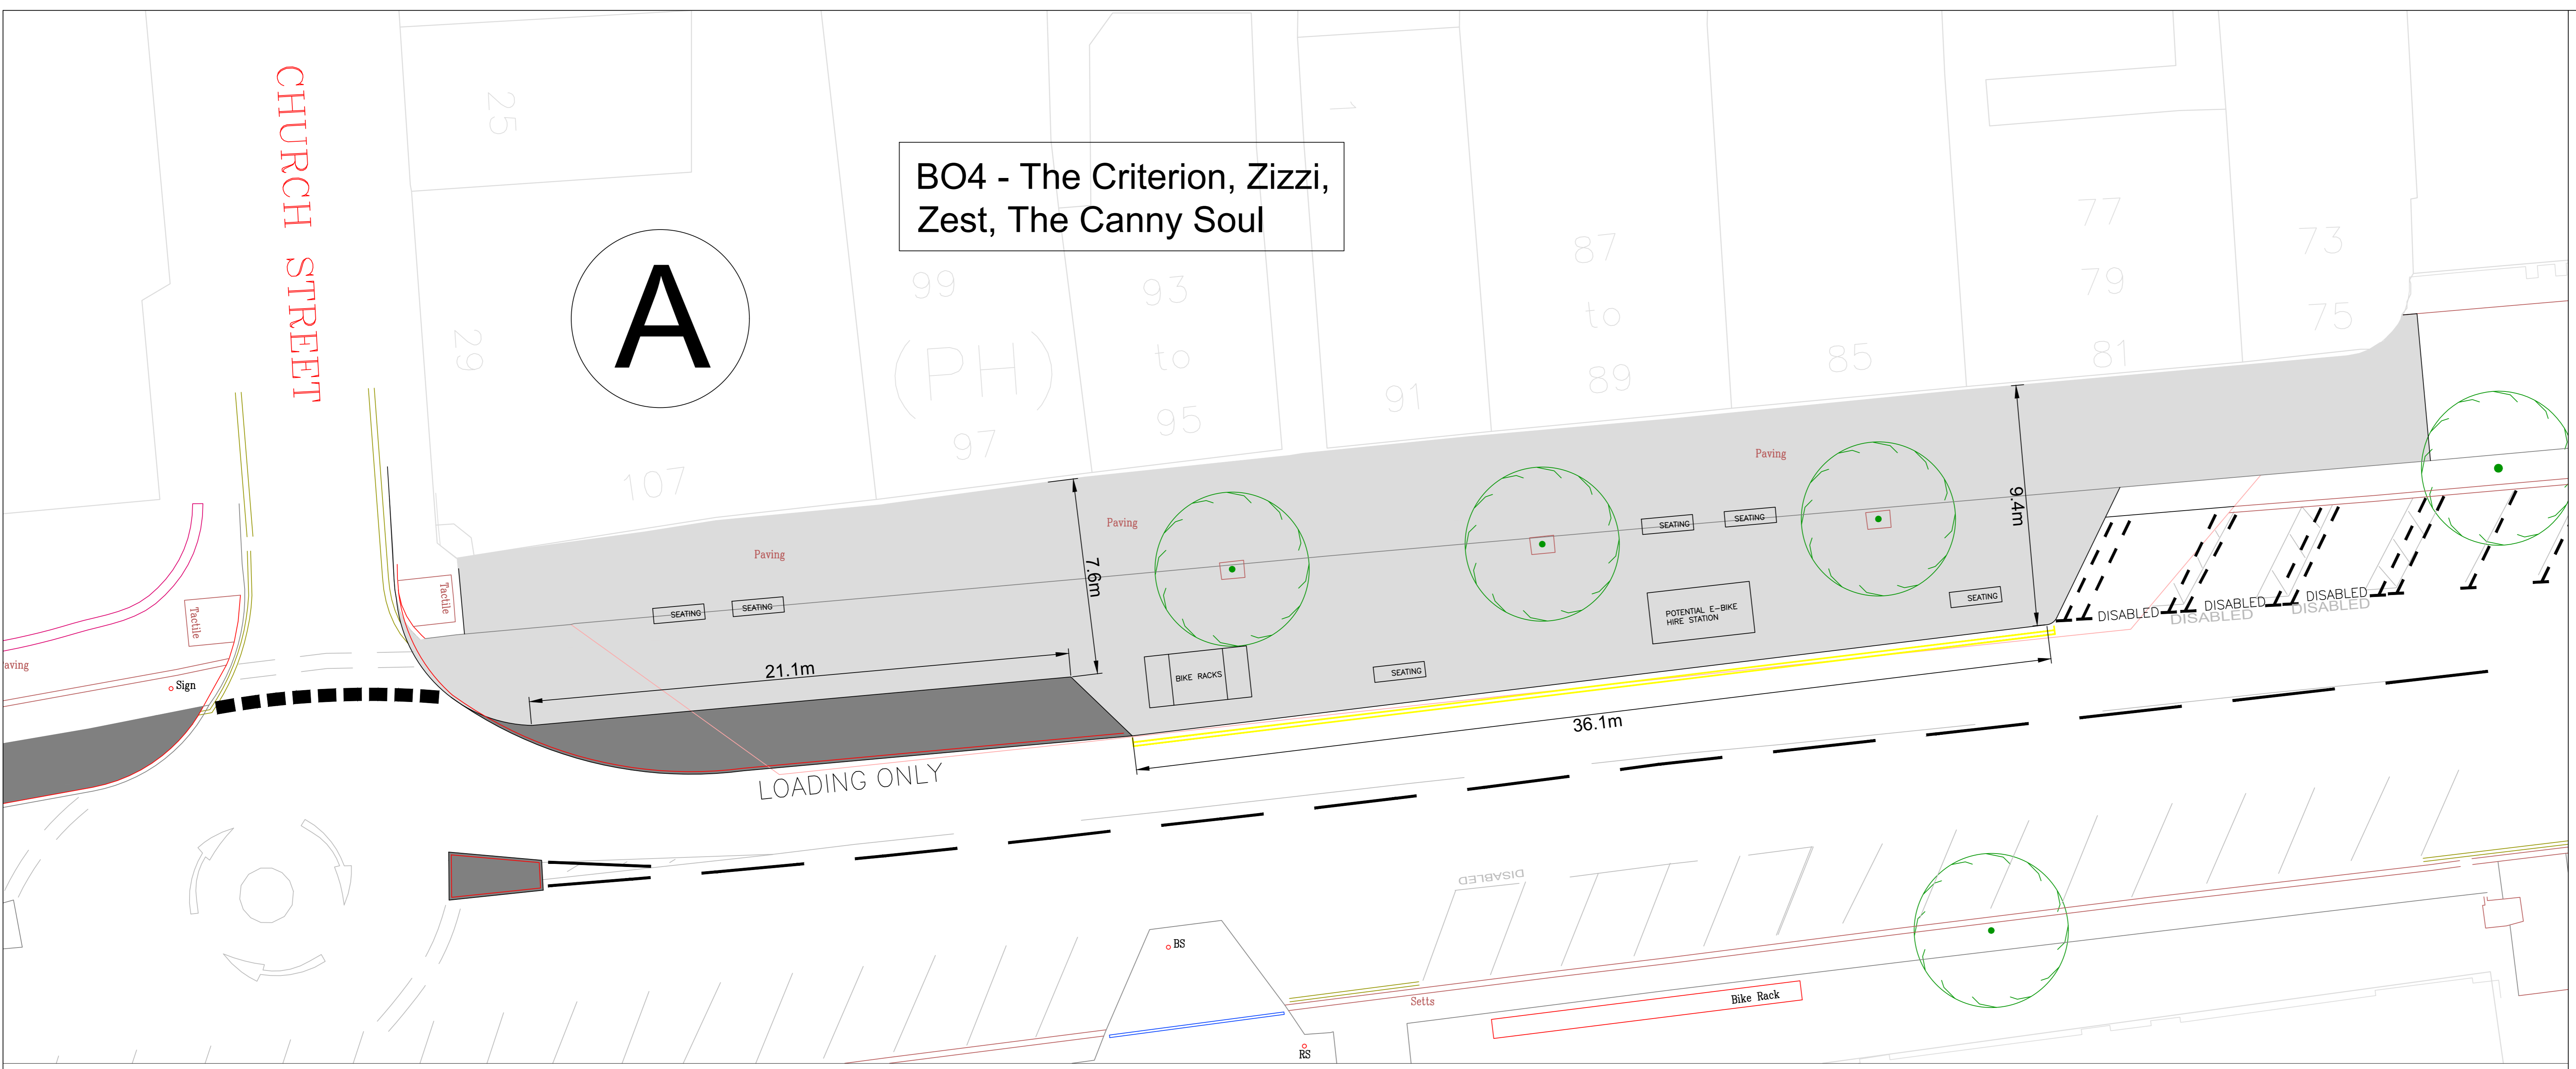 CHURCH STREET
25
29
A
BO4 - The Criterion, Zizzi,
Zest, The Canny Soul
107
99
(PH)
97
93
to
95
1
91
87
to
89
85
77
79
81
73
75
Paving
Paving
Paving
SEATING
SEATING
SEATING
SEATING
SEATING
SEATING
POTENTIAL E-BIKE
HIRE STATION
BIKE RACKS
7.6m
9.4m
21.1m
36.1m
Tactile
Tactile
aving
Sign
LOADING ONLY
DISABLED
DISABLED
DISABLED
DISABLED
DISABLED
DISABLED
BS
Setts
Bike Rack
RS